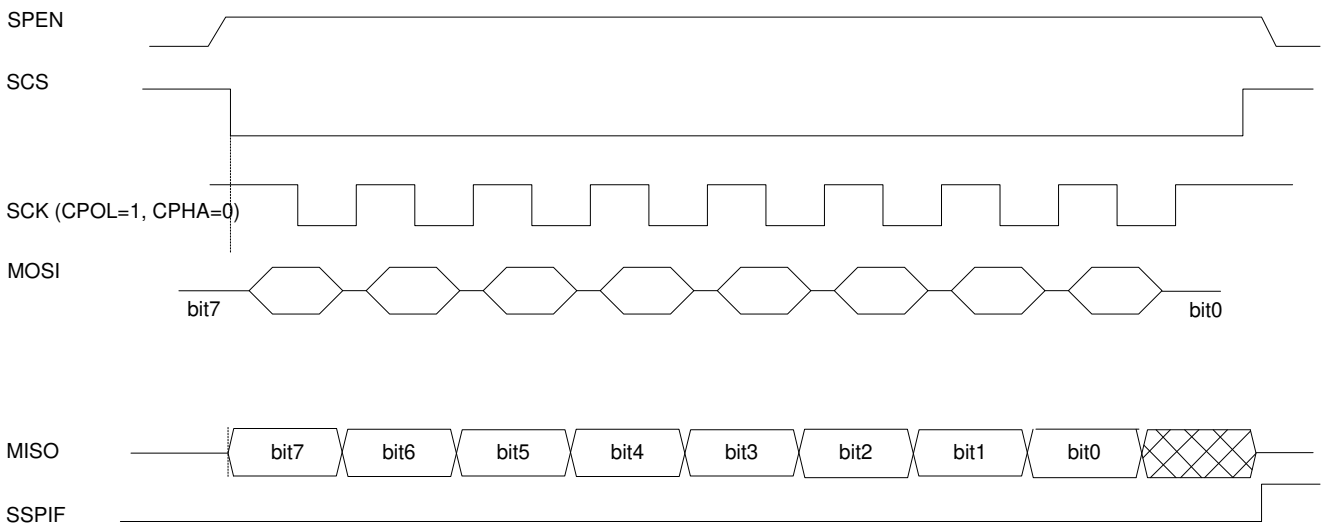 SPEN
SCS
SCK (CPOL=1, CPHA=0)
MOSI
bit7
bit0
MISO
bit7 bit6 bit5 bit4 bit3 bit2 bit1 bit0
SSPIF